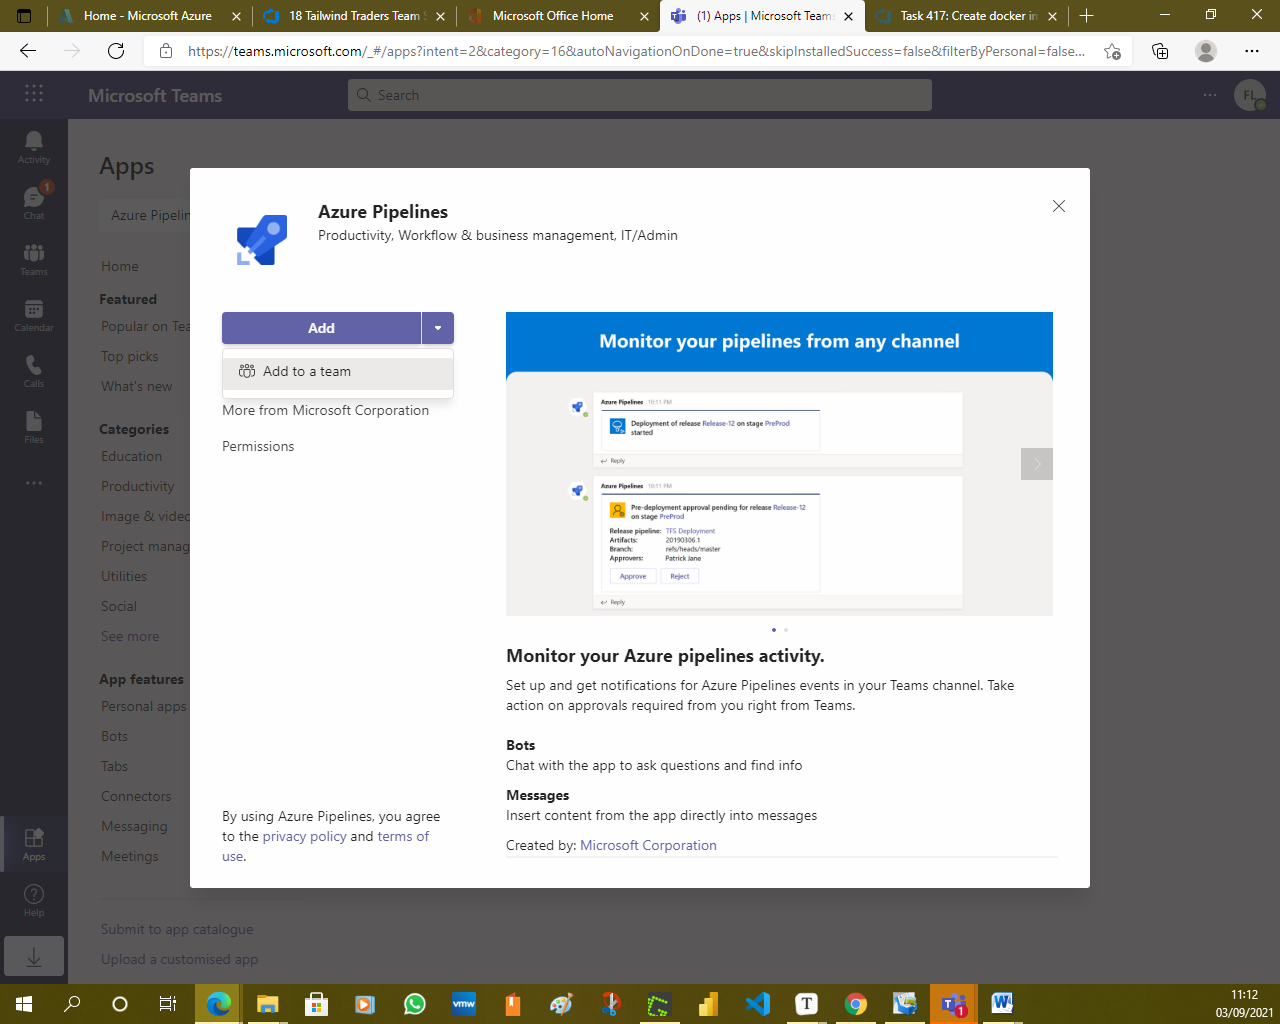 Home - Microsoft Azure
18 Tailwind Traders Team S
Microsoft Office Home
(1) Apps | Microsoft Teams
Task 417: Create docker im
https://teams.microsoft.com/_#/apps?intent=2&category=16&autoNavigationOnDone=true&skipInstalledSuccess=false&filterByPersonal=false...
Microsoft Teams
Search
FL
Activity
1
Chat
Teams
Calendar
Calls
Files
Apps
Help
Apps
Azure Pipelin
Home
Featured
Popular on Tea
Top picks
What's new
Categories
Education
Productivity
Image & video
Project manag
Utilities
Social
See more
App features
Personal apps
Bots
Tabs
Connectors
Messaging
Meetings
Submit to app catalogue
Upload a customised app
Azure Pipelines
Productivity, Workflow & business management, IT/Admin
Add
Add to a team
More from Microsoft Corporation
Permissions
By using Azure Pipelines, you agree
to the privacy policy and terms of
use.
Monitor your pipelines from any channel
Azure Pipelines 10:11 PM
Deployment of release Release-12 on stage PreProd
started
Reply
Azure Pipelines 10:11 PM
Pre-deployment approval pending for release Release-12
on stage PreProd
Release pipeline: TFS Deployment
Artifacts: 20190306.1
Branch: refs/heads/master
Approvers: Patrick Jane
Approve Reject
Reply
Monitor your Azure pipelines activity.
Set up and get notifications for Azure Pipelines events in your Teams channel. Take
action on approvals required from you right from Teams.
Bots
Chat with the app to ask questions and find info
Messages
Insert content from the app directly into messages
Created by: Microsoft Corporation
vmw
T
1
W
11:12
03/09/2021